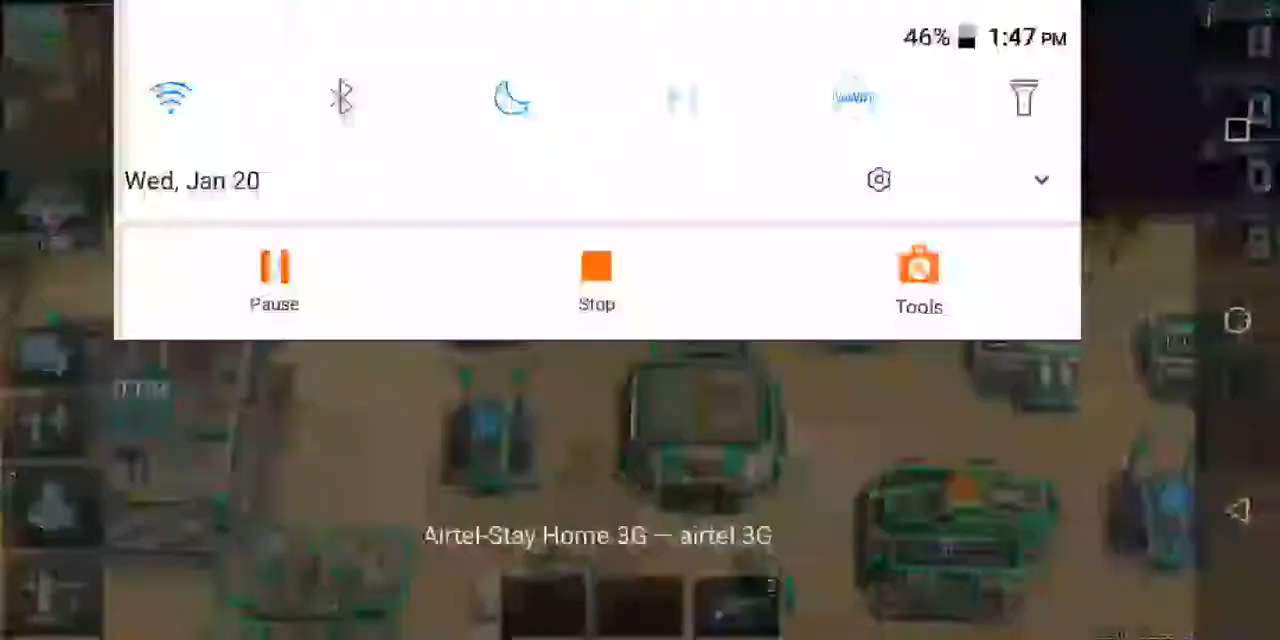 46% 1:47 PM
Wed, Jan 20
Pause
Stop
Tools
Airtel-Stay Home 3G — airtel 3G